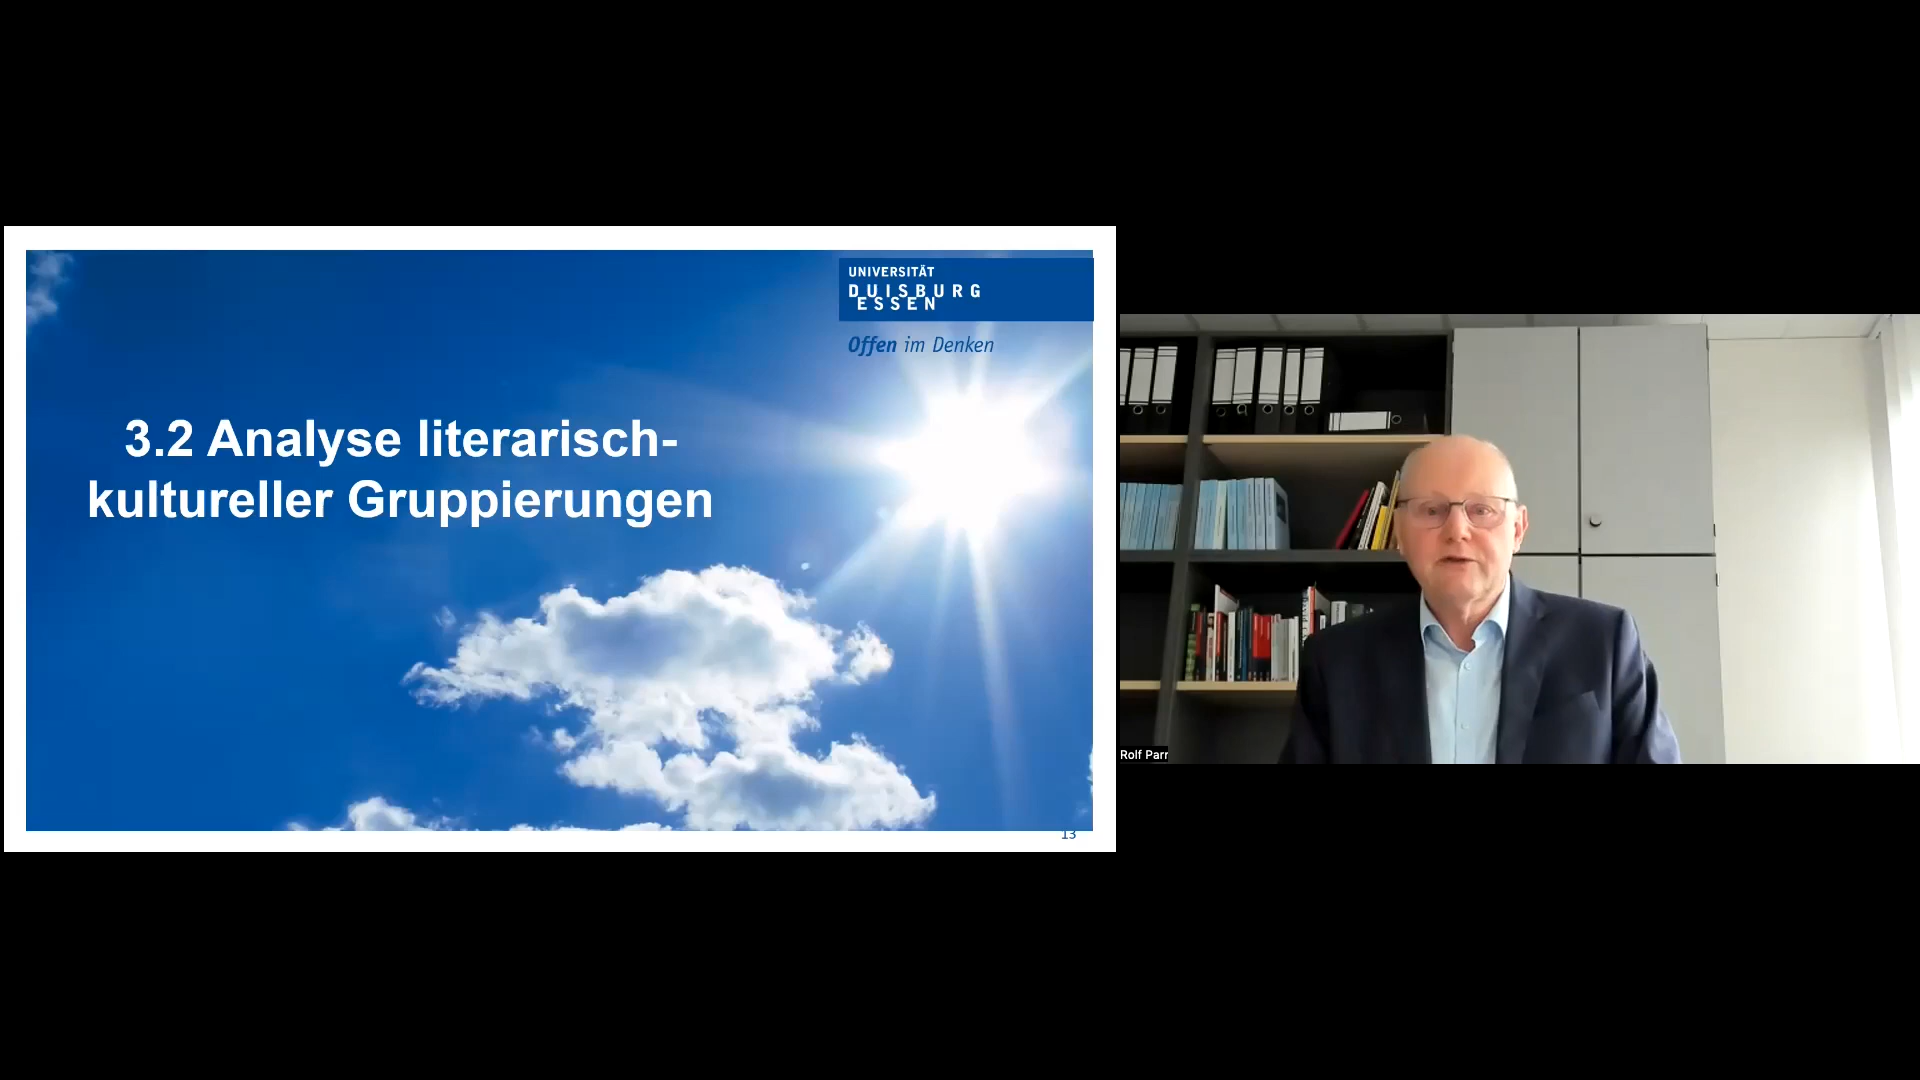 UNIVERSITÄT
DUISBURG
ESSEN
Offen im Denken
3.2 Analyse literarisch-
kultureller Gruppierungen
13
Rolf Parr